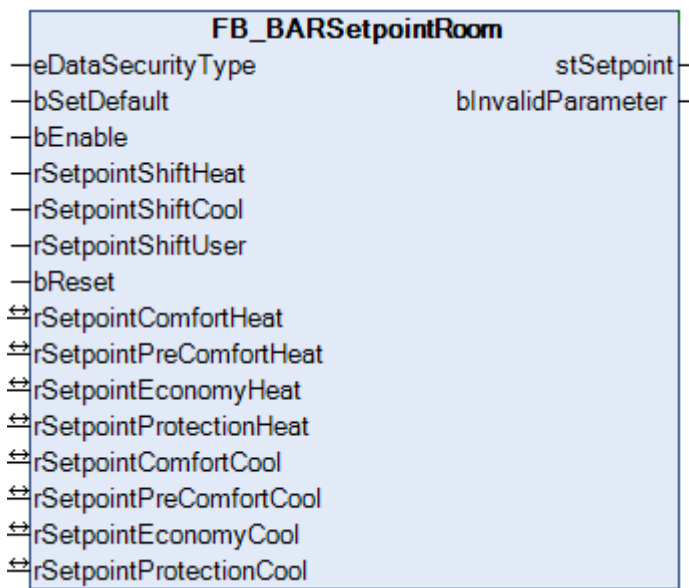 FB_BARSetpointRoom
eDataSecurityType stSetpoint
bSetDefault bInvalidParameter
bEnable
rSetpointShiftHeat
rSetpointShiftCool
rSetpointShiftUser
bReset
rSetpointComfortHeat
rSetpointPreComfortHeat
rSetpointEconomyHeat
rSetpointProtectionHeat
rSetpointComfortCool
rSetpointPreComfortCool
rSetpointEconomyCool
rSetpointProtectionCool